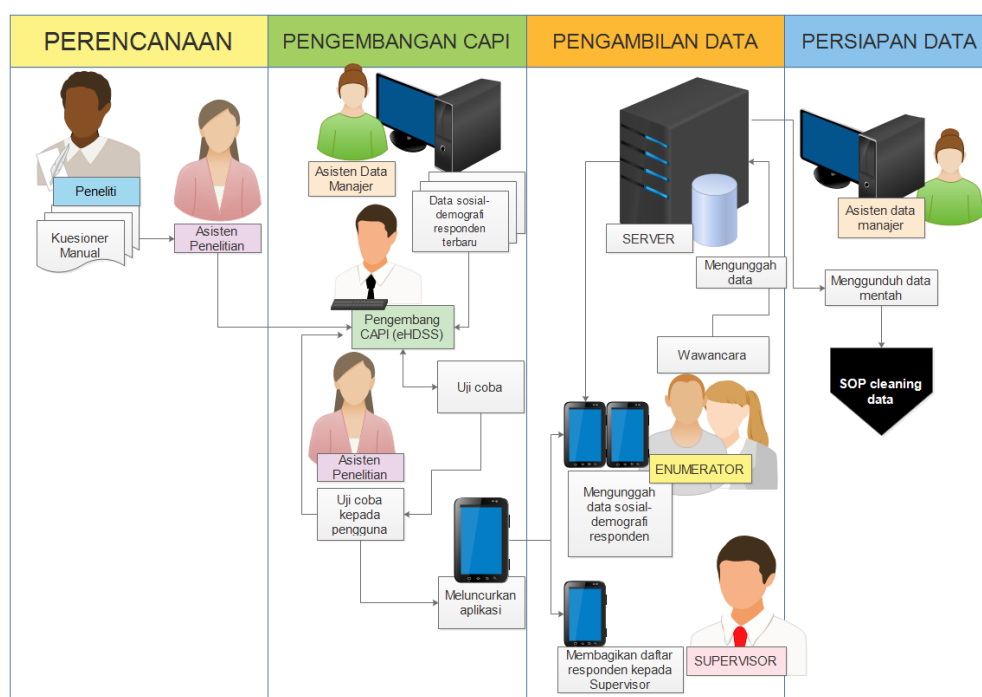 PERENCANAAN
PENGEMBANGAN CAPI
PENGAMBILAN DATA
PERSIAPAN DATA
Peneliti
Kuesioner
Manual
Asisten
Penelitian
Asisten Data
Manajer
Data sosial-
demografi
responden
terbaru
Pengembang
CAPI (eHDSS)
Uji coba
Asisten
Penelitian
Uji coba
kepada
pengguna
Meluncurkan
aplikasi
SERVER
Mengunggah
data
Wawancara
ENUMERATOR
Mengunggah
data sosial-
demografi
responden
Membagikan daftar
responden kepada
Supervisor
SUPERVISOR
Asisten data
manajer
Menggunduh data
mentah
SOP cleaning
data